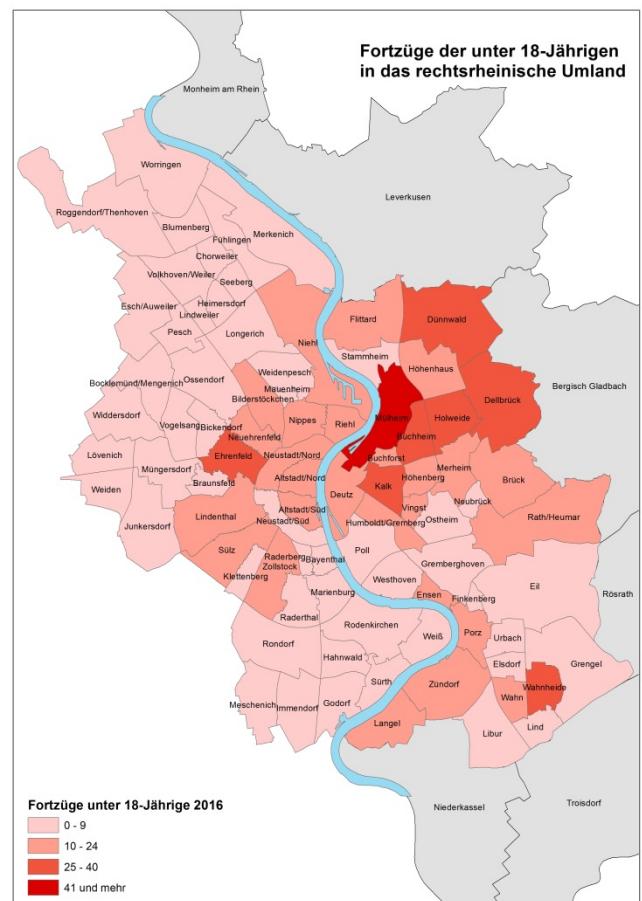 Fortzüge der unter 18-Jährigen
in das rechtsrheinische Umland
Monheim am Rhein
Worringen
Leverkusen
Roggendorf/Thenhoven
Blumenberg
Merkenich
Fühlingen
Chorweiler
Volkhoven/Weiler
Seeberg
Esch/Auweiler
Heimersdorf
Lindweiler
Flittard
Dünnwald
Pesch
Longerich
Niehl
Stammheim
Höhenhaus
Weidenpesch
Ossendorf
Bocklemünd/Mengenich
Mauenheim
Bergisch Gladbach
Bilderstöckchen
Dellbrück
Widdersdorf
Vogelsang
Bickendorf
Nippes
Riehl
Mülheim
Holweide
Neuehrenfeld
Buchheim
Lövenich
Ehrenfeld
Neustadt/Nord
Buchforst
Müngersdorf
Merheim
Altstadt/Nord
Höhenberg
Brück
Weiden
Braunsfeld
Kalk
Deutz
Neubrück
Vingst
Altstadt/Süd
Lindenthal
Neustadt/Süd
Humboldt/Gremberg
Ostheim
Rath/Heumar
Junkersdorf
Sülz
Raderberg
Zollstock
Bayenthal
Poll
Gremberghoven
Klettenberg
Westhoven
Eil
Marienburg
Ensen
Finkenberg
Rösrath
Raderthal
Rodenkirchen
Weiß
Porz
Urbach
Rondorf
Hahnwald
Elsdorf
Grengel
Sürth
Zündorf
Wahnheide
Wahn
Meschenich
Immendorf
Godorf
Langel
Lind
Libur
Niederkassel
Troisdorf
Fortzüge unter 18-Jährige 2016
0 - 9
10 - 24
25 - 40
41 und mehr